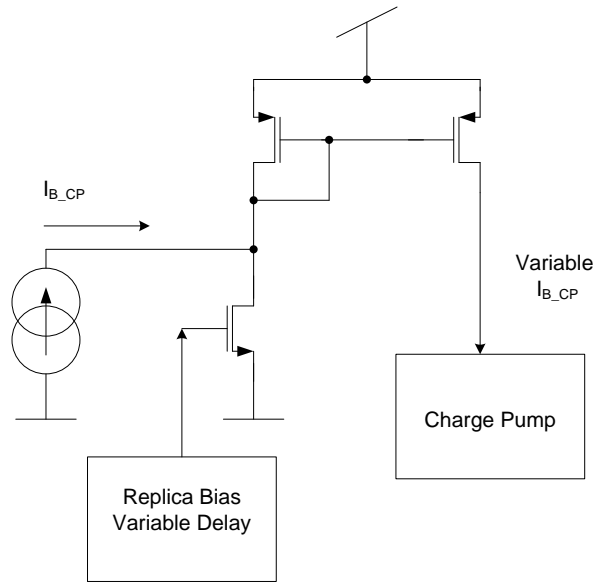 I_B_CP
Variable
I_B_CP
Charge Pump
Replica Bias
Variable Delay